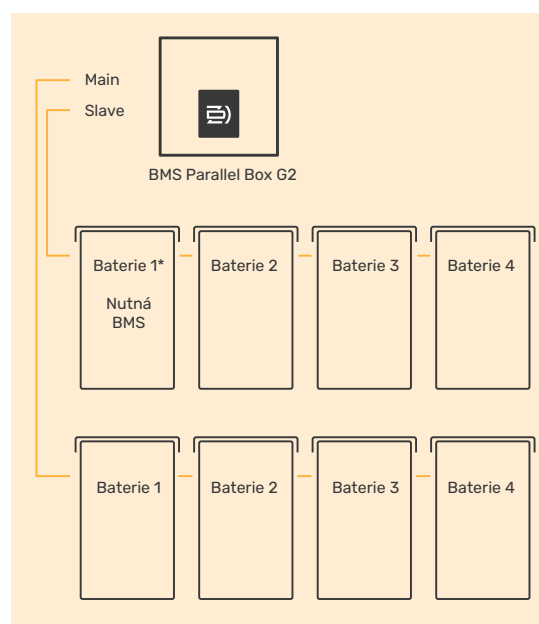 Main
Slave
BMS Parallel Box G2
Baterie 1*
Nutná
BMS
Baterie 2
Baterie 3
Baterie 4
Baterie 1
Baterie 2
Baterie 3
Baterie 4